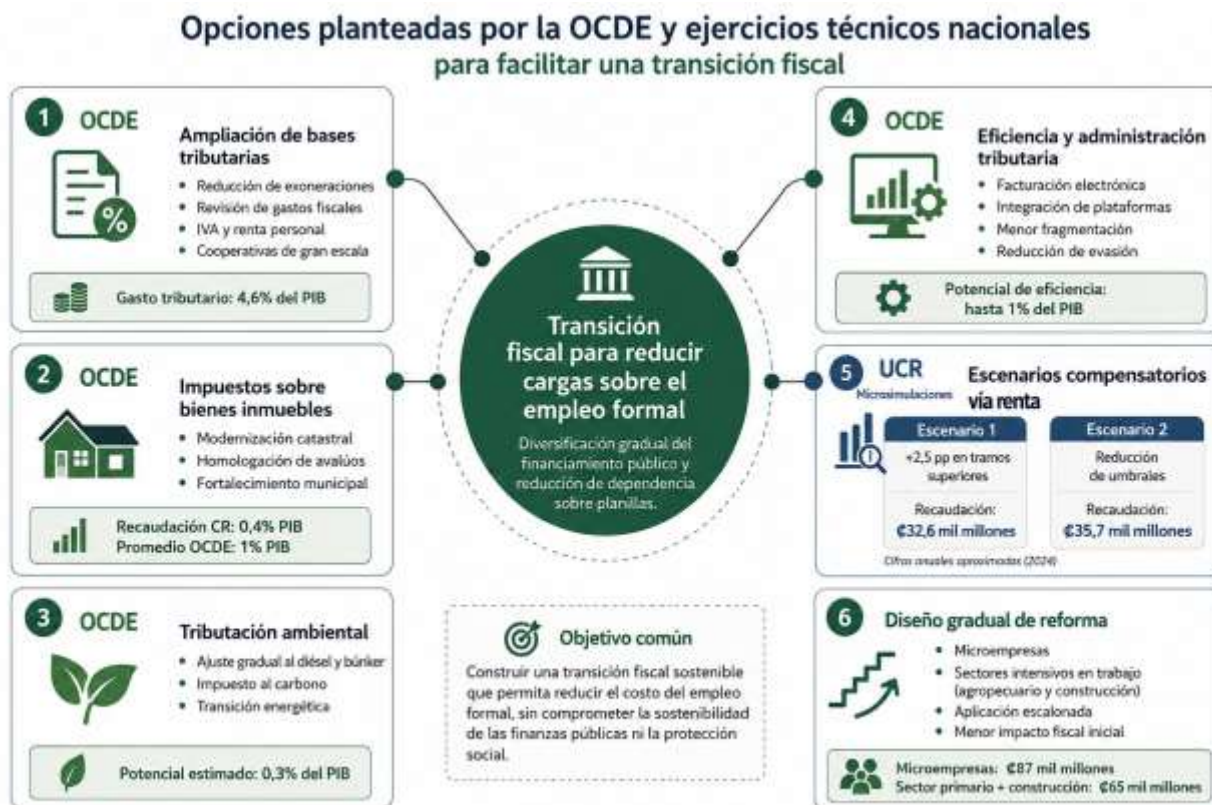 Opciones planteadas por la OCDE y ejercicios técnicos nacionales
para facilitar una transición fiscal
1 OCDE
Ampliación de bases
tributarias
• Reducción de exoneraciones
• Revisión de gastos fiscales
• IVA y renta personal
• Cooperativas de gran escala
%
Gasto tributario: 4,6% del PIB
2 OCDE
Impuestos sobre
bienes inmuebles
• Modernización catastral
• Homologación de avalúos
• Fortalecimiento municipal
Recaudación CR: 0,4% PIB
Promedio OCDE: 1% PIB
3 OCDE
Tributación ambiental
• Ajuste gradual al diésel y búnker
• Impuesto al carbono
• Transición energética
Potencial estimado: 0,3% del PIB
Transición
fiscal para reducir
cargas sobre el
empleo formal
Diversificación gradual del
financiamiento público y
reducción de dependencia
sobre planillas.
Objetivo común
Construir una transición fiscal sostenible
que permita reducir el costo del empleo
formal, sin comprometer la sostenibilidad
de las finanzas públicas ni la protección
social.
4 OCDE
Eficiencia y administración
tributaria
• Facturación electrónica
• Integración de plataformas
• Menor fragmentación
• Reducción de evasión
Potencial de eficiencia:
hasta 1% del PIB
5 UCR
Microsimulaciones
Escenarios compensatorios
vía renta
Escenario 1
+2,5 pp en tramos
superiores
Recaudación:
₡32,6 mil millones
Escenario 2
Reducción
de umbrales
Recaudación:
₡35,7 mil millones
Cifras anuales aproximadas (2024)
6 Diseño gradual de reforma
• Microempresas
• Sectores intensivos en trabajo
(agropecuario y construcción)
• Aplicación escalonada
• Menor impacto fiscal inicial
Microempresas: ₡87 mil millones
Sector primario + construcción: ₡65 mil millones